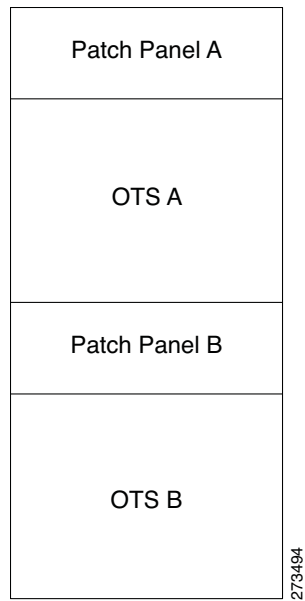 Patch Panel A
OTS A
Patch Panel B
OTS B
273494